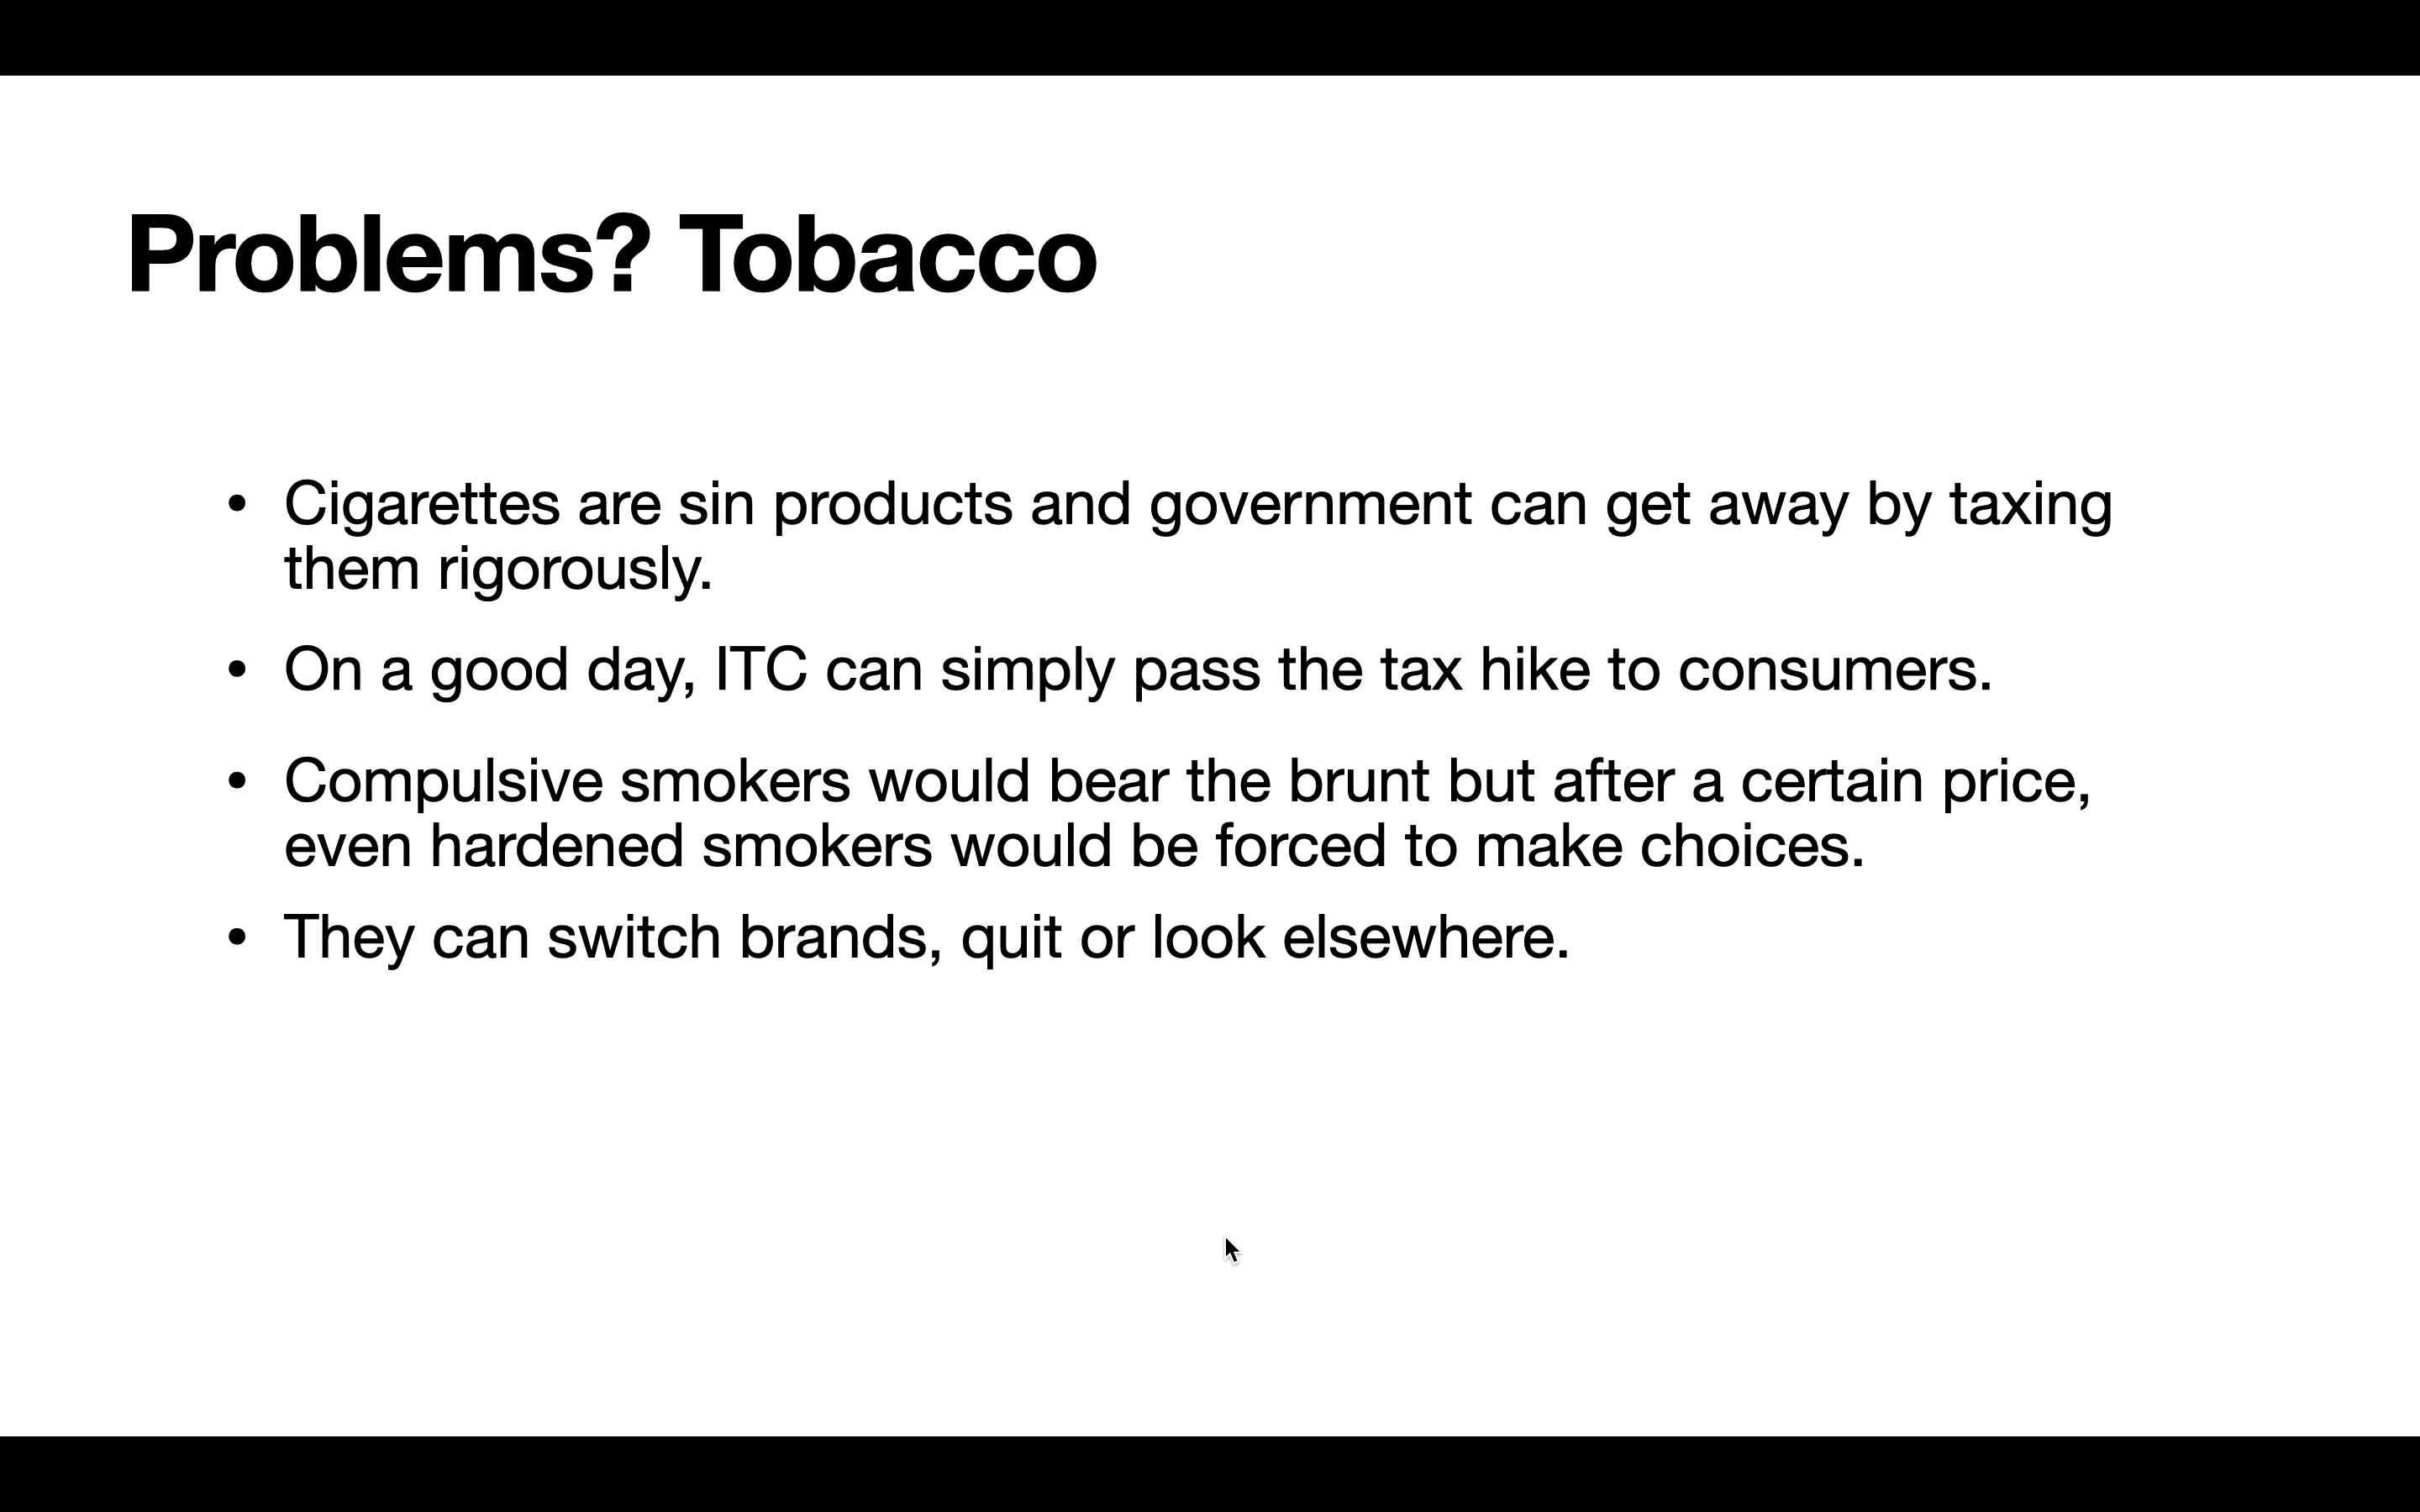 Problems? Tobacco
• Cigarettes are sin products and government can get away by taxing
them rigorously.
• On a good day, ITC can simply pass the tax hike to consumers.
• Compulsive smokers would bear the brunt but after a certain price,
even hardened smokers would be forced to make choices.
• They can switch brands, quit or look elsewhere.